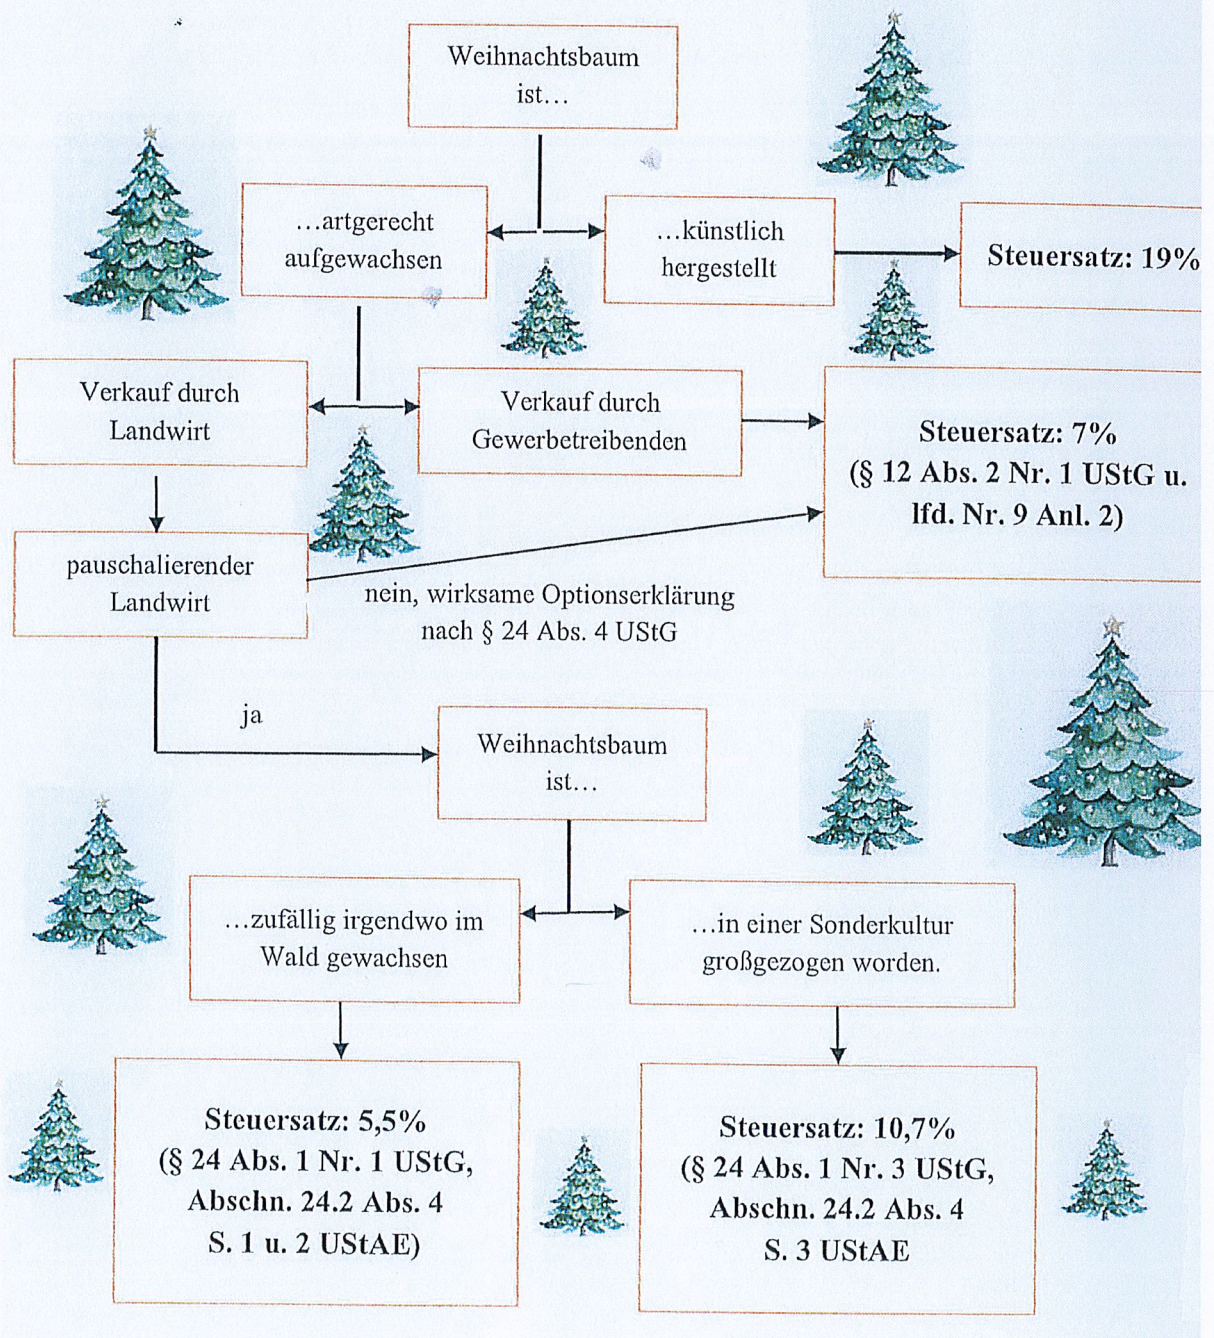 Weihnachtsbaum
ist…
…artgerecht
aufgewachsen
…künstlich
hergestellt
Steuersatz: 19%
Verkauf durch
Landwirt
Verkauf durch
Gewerbetreibenden
Steuersatz: 7%
(§ 12 Abs. 2 Nr. 1 UStG u.
lfd. Nr. 9 Anl. 2)
pauschalierender
Landwirt
nein, wirksame Optionserklärung
nach § 24 Abs. 4 UStG
ja
Weihnachtsbaum
ist…
…zufällig irgendwo im
Wald gewachsen
…in einer Sonderkultur
großgezogen worden.
Steuersatz: 5,5%
(§ 24 Abs. 1 Nr. 1 UStG,
Abschn. 24.2 Abs. 4
S. 1 u. 2 UStAE)
Steuersatz: 10,7%
(§ 24 Abs. 1 Nr. 3 UStG,
Abschn. 24.2 Abs. 4
S. 3 UStAE